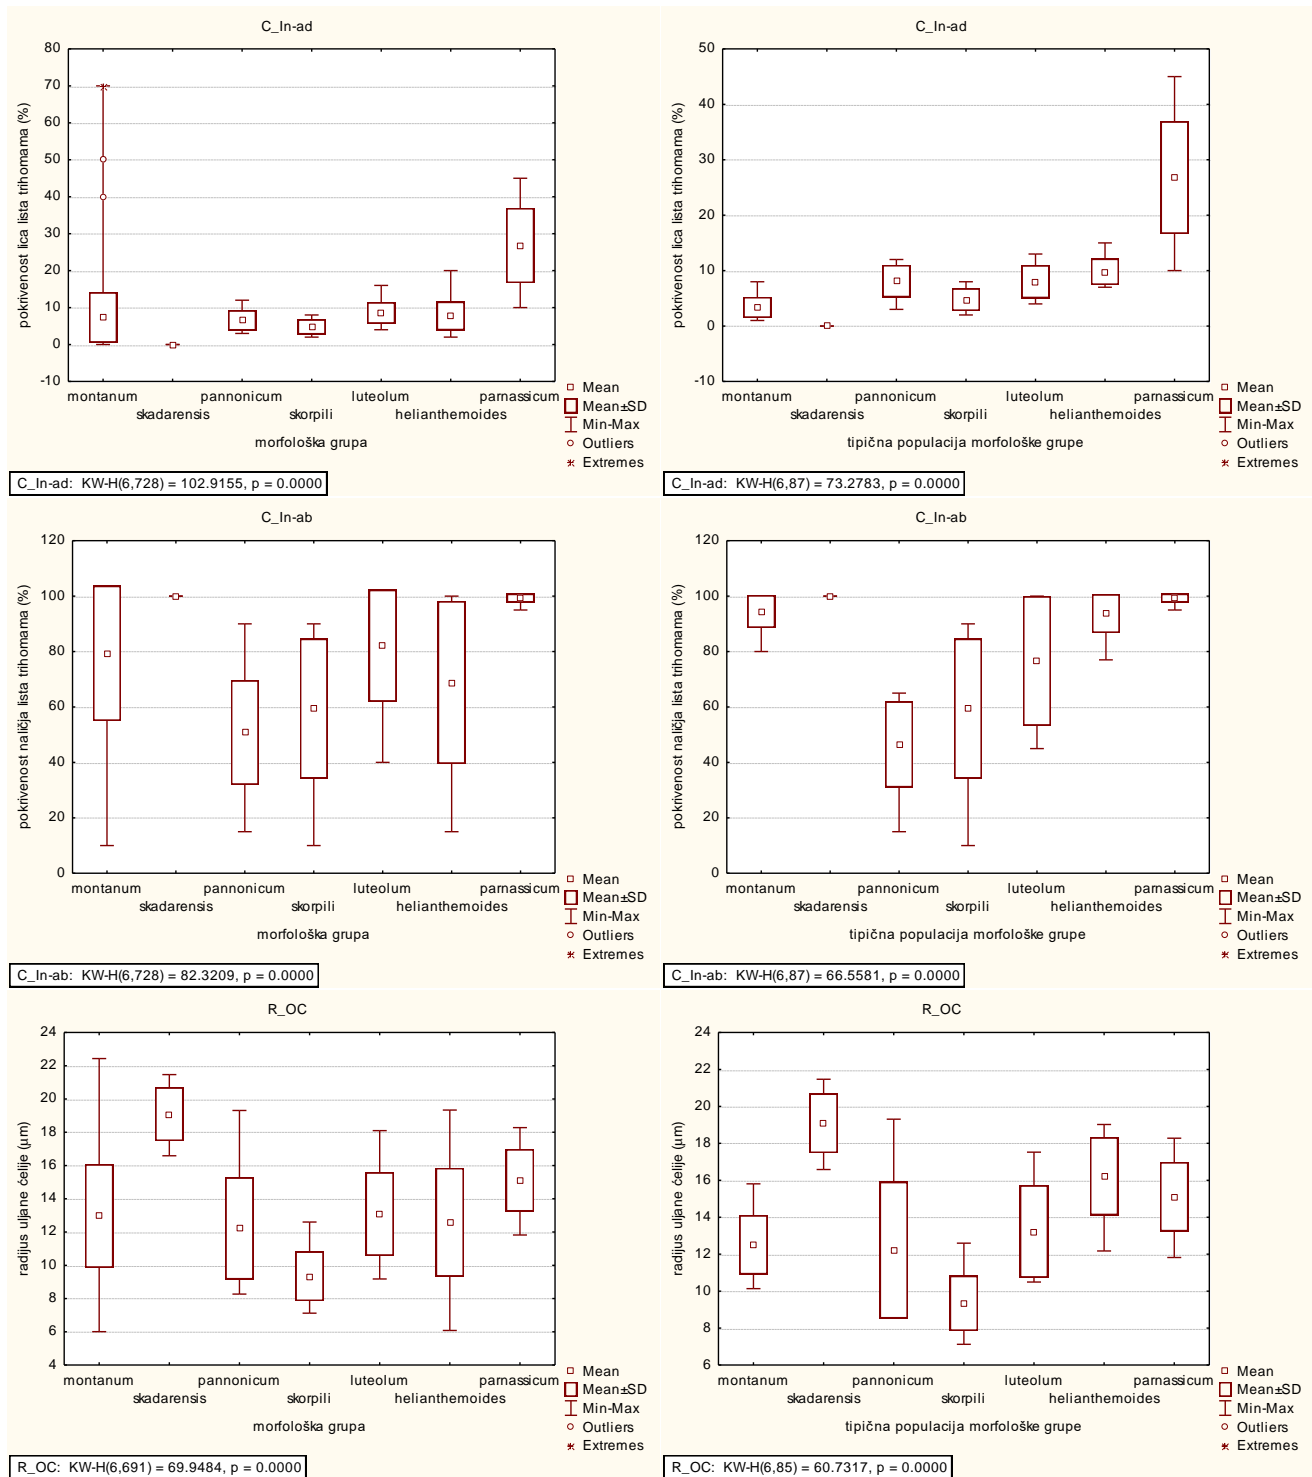 C_In-ad
pokrivenost lica lista trihomama (%)
80
70
60
50
40
30
20
10
0
-10
montanum pannonicum luteolum parnassicum
skadarensis skorpili helianthemoides
morfološka grupa
Mean
Mean±SD
Min-Max
Outliers
Extremes
C_In-ad: KW-H(6,728) = 102.9155, p = 0.0000
C_In-ad
pokrivenost lica lista trihomama (%)
50
40
30
20
10
0
-10
montanum pannonicum luteolum parnassicum
skadarensis skorpili helianthemoides
tipična populacija morfološke grupe
Mean
Mean±SD
Min-Max
Outliers
Extremes
C_In-ad: KW-H(6,87) = 73.2783, p = 0.0000
C_In-ab
pokrivenost naličja lista trihomama (%)
120
100
80
60
40
20
0
montanum pannonicum luteolum parnassicum
skadarensis skorpili helianthemoides
morfološka grupa
Mean
Mean±SD
Min-Max
Outliers
Extremes
C_In-ab: KW-H(6,728) = 82.3209, p = 0.0000
C_In-ab
pokrivenost naličja lista trihomama (%)
120
100
80
60
40
20
0
montanum pannonicum luteolum parnassicum
skadarensis skorpili helianthemoides
tipična populacija morfološke grupe
Mean
Mean±SD
Min-Max
Outliers
Extremes
C_In-ab: KW-H(6,87) = 66.5581, p = 0.0000
R_OC
radijus uljane ćelije (µm)
24
22
20
18
16
14
12
10
8
6
4
montanum pannonicum luteolum parnassicum
skadarensis skorpili helianthemoides
morfološka grupa
Mean
Mean±SD
Min-Max
Outliers
Extremes
R_OC: KW-H(6,691) = 69.9484, p = 0.0000
R_OC
radijus uljane ćelije (µm)
24
22
20
18
16
14
12
10
8
6
montanum pannonicum luteolum parnassicum
skadarensis skorpili helianthemoides
tipična populacija morfološke grupe
Mean
Mean±SD
Min-Max
Outliers
Extremes
R_OC: KW-H(6,85) = 60.7317, p = 0.0000